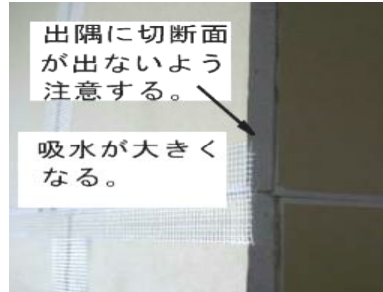 出隅に切断面
が出ないよう
注意する。
吸水が大きく
なる。